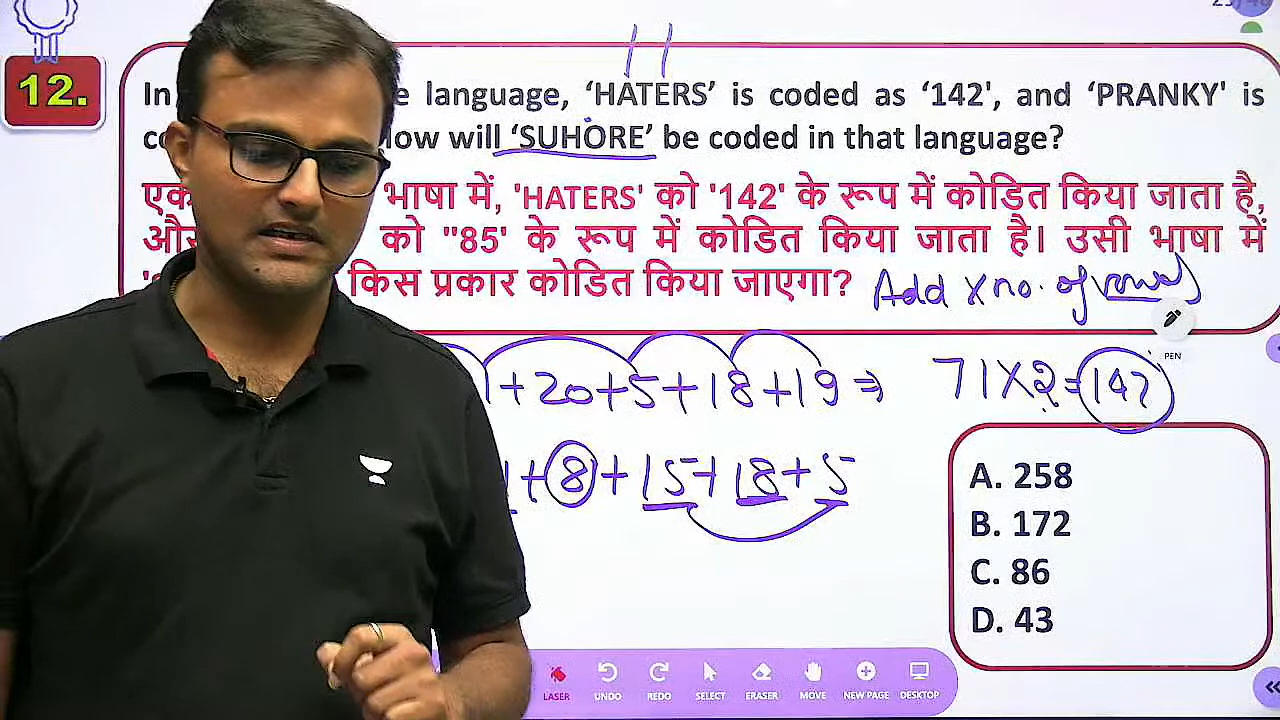 12.
In e language, ‘HATERS’ is coded as ‘142', and ‘PRANKY' is
How will ‘SUHORE’ be coded in that language?
एक भाषा में, 'HATERS' को '142' के रूप में कोडित किया जाता है,
और को "85' के रूप में कोडित किया जाता है। उसी भाषा में
किस प्रकार कोडित किया जाएगा?
Add x no. of vowel
PEN
+20+5+18+19⇒ 71×2=142
+8+15+18+5
A. 258
B. 172
C. 86
D. 43
LASER UNDO REDO SELECT ERASER MOVE NEW PAGE DESKTOP